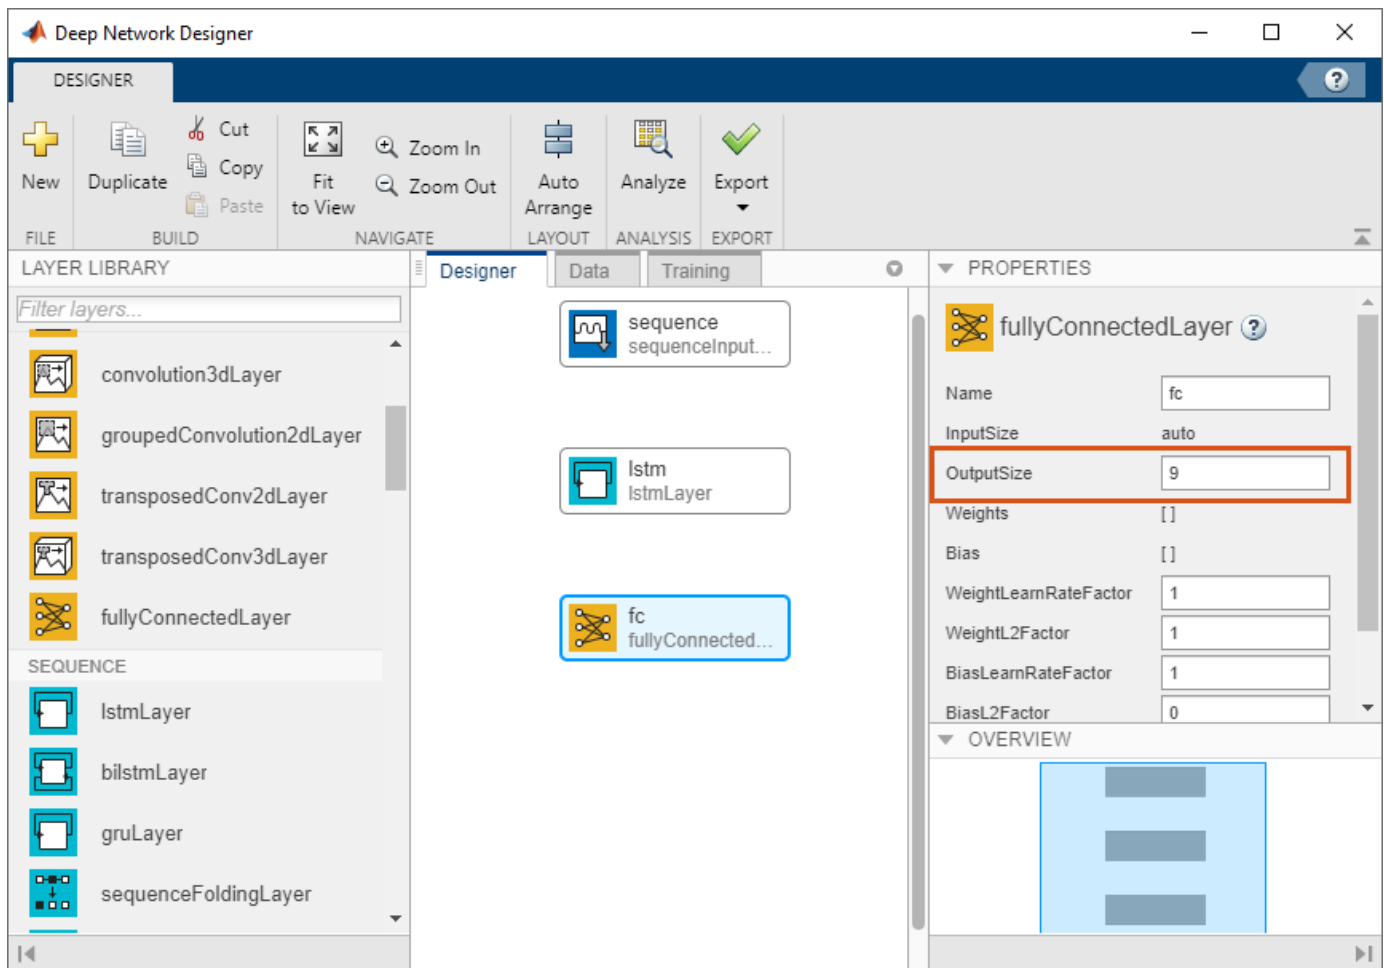 Deep Network Designer
DESIGNER
New
Duplicate
Cut
Copy
Paste
Fit
to View
Zoom In
Zoom Out
Auto
Arrange
Analyze
Export
FILE
BUILD
NAVIGATE
LAYOUT
ANALYSIS
EXPORT
LAYER LIBRARY
Filter layers...
convolution3dLayer
groupedConvolution2dLayer
transposedConv2dLayer
transposedConv3dLayer
fullyConnectedLayer
SEQUENCE
lstmLayer
bilstmLayer
gruLayer
sequenceFoldingLayer
Designer
Data
Training
sequence
sequenceInput...
lstm
lstmLayer
fc
fullyConnected...
PROPERTIES
fullyConnectedLayer ?
Name fc
InputSize auto
OutputSize 9
Weights [ ]
Bias [ ]
WeightLearnRateFactor 1
WeightL2Factor 1
BiasLearnRateFactor 1
BiasL2Factor 0
OVERVIEW